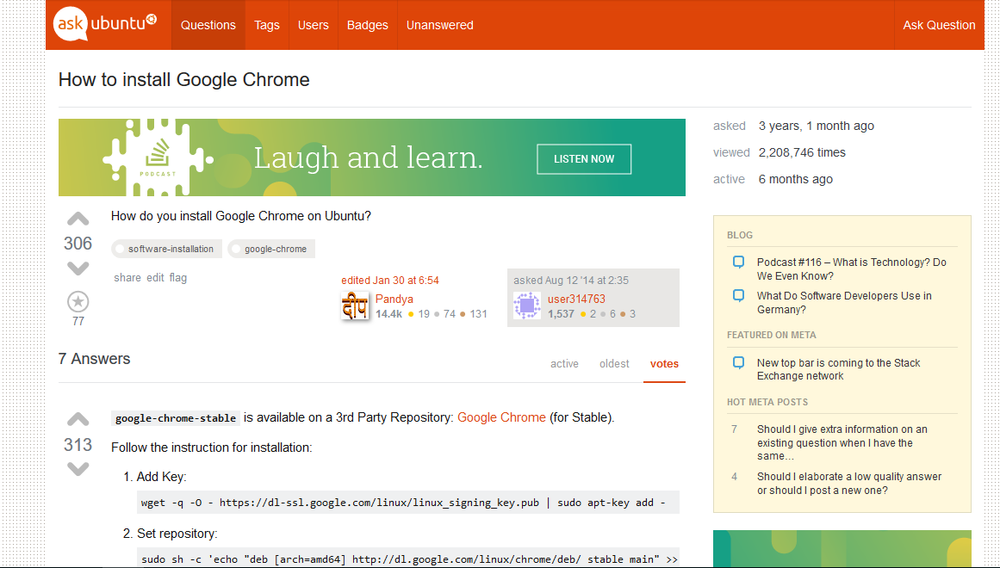 ask ubuntu
Questions
Tags
Users
Badges
Unanswered
Ask Question
How to install Google Chrome
PODCAST
Laugh and learn.
LISTEN NOW
306
How do you install Google Chrome on Ubuntu?
software-installation
google-chrome
share edit flag
edited Jan 30 at 6:54
दीप
Pandya
14.4k 19 74 131
asked Aug 12 '14 at 2:35
user314763
1,537 2 6 3
77
7 Answers
active
oldest
votes
313
google-chrome-stable is available on a 3rd Party Repository: Google Chrome (for Stable).
Follow the instruction for installation:
1. Add Key:
wget -q -O - https://dl-ssl.google.com/linux/linux_signing_key.pub | sudo apt-key add -
2. Set repository:
sudo sh -c 'echo "deb [arch=amd64] http://dl.google.com/linux/chrome/deb/ stable main" >>
asked 3 years, 1 month ago
viewed 2,208,746 times
active 6 months ago
BLOG
Podcast #116 – What is Technology? Do
We Even Know?
What Do Software Developers Use in
Germany?
FEATURED ON META
New top bar is coming to the Stack
Exchange network
HOT META POSTS
7 Should I give extra information on an
existing question when I have the
same…
4 Should I elaborate a low quality answer
or should I post a new one?